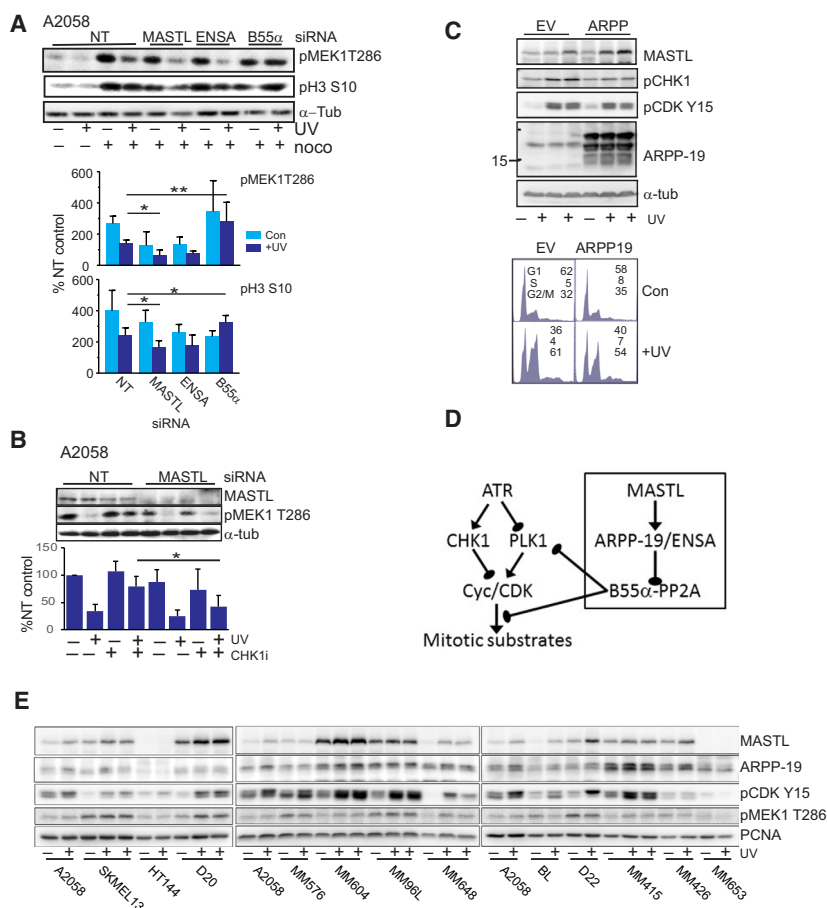 A
A2058
NT MASTL ENSA B55α siRNA
pMEK1T286
pH3 S10
α–Tub
– + – + – + – + – + UV
– – + + + + + + + + noco
600 pMEK1T286
**
400
*
Con
200
+UV
0
% NT control
600 pH3 S10
*
400
*
200
0
NT MASTL ENSA B55α
siRNA
B
A2058
NT MASTL siRNA
MASTL
pMEK1 T286
α-tub
150
*
100
50
0
%NT control
– + – + – + – + UV
– – + + – – + + CHK1i
C
EV ARPP
MASTL
pCHK1
pCDK Y15
ARPP-19
15
α-tub
– + + – + + UV
EV ARPP19
G1 62 58
S 5 8
G2/M 32 35
Con
36 40
4 7
61 54
+UV
D
ATR MASTL
CHK1 PLK1 ARPP-19/ENSA
Cyc/CDK B55α-PP2A
Mitotic substrates
E
MASTL
ARPP-19
pCDK Y15
pMEK1 T286
PCNA
UV
A2058 SKMEL13 HT144 D20 A2058 MM576 MM604 MM96L MM648 A2058 BL D22 MM415 MM426 MM653